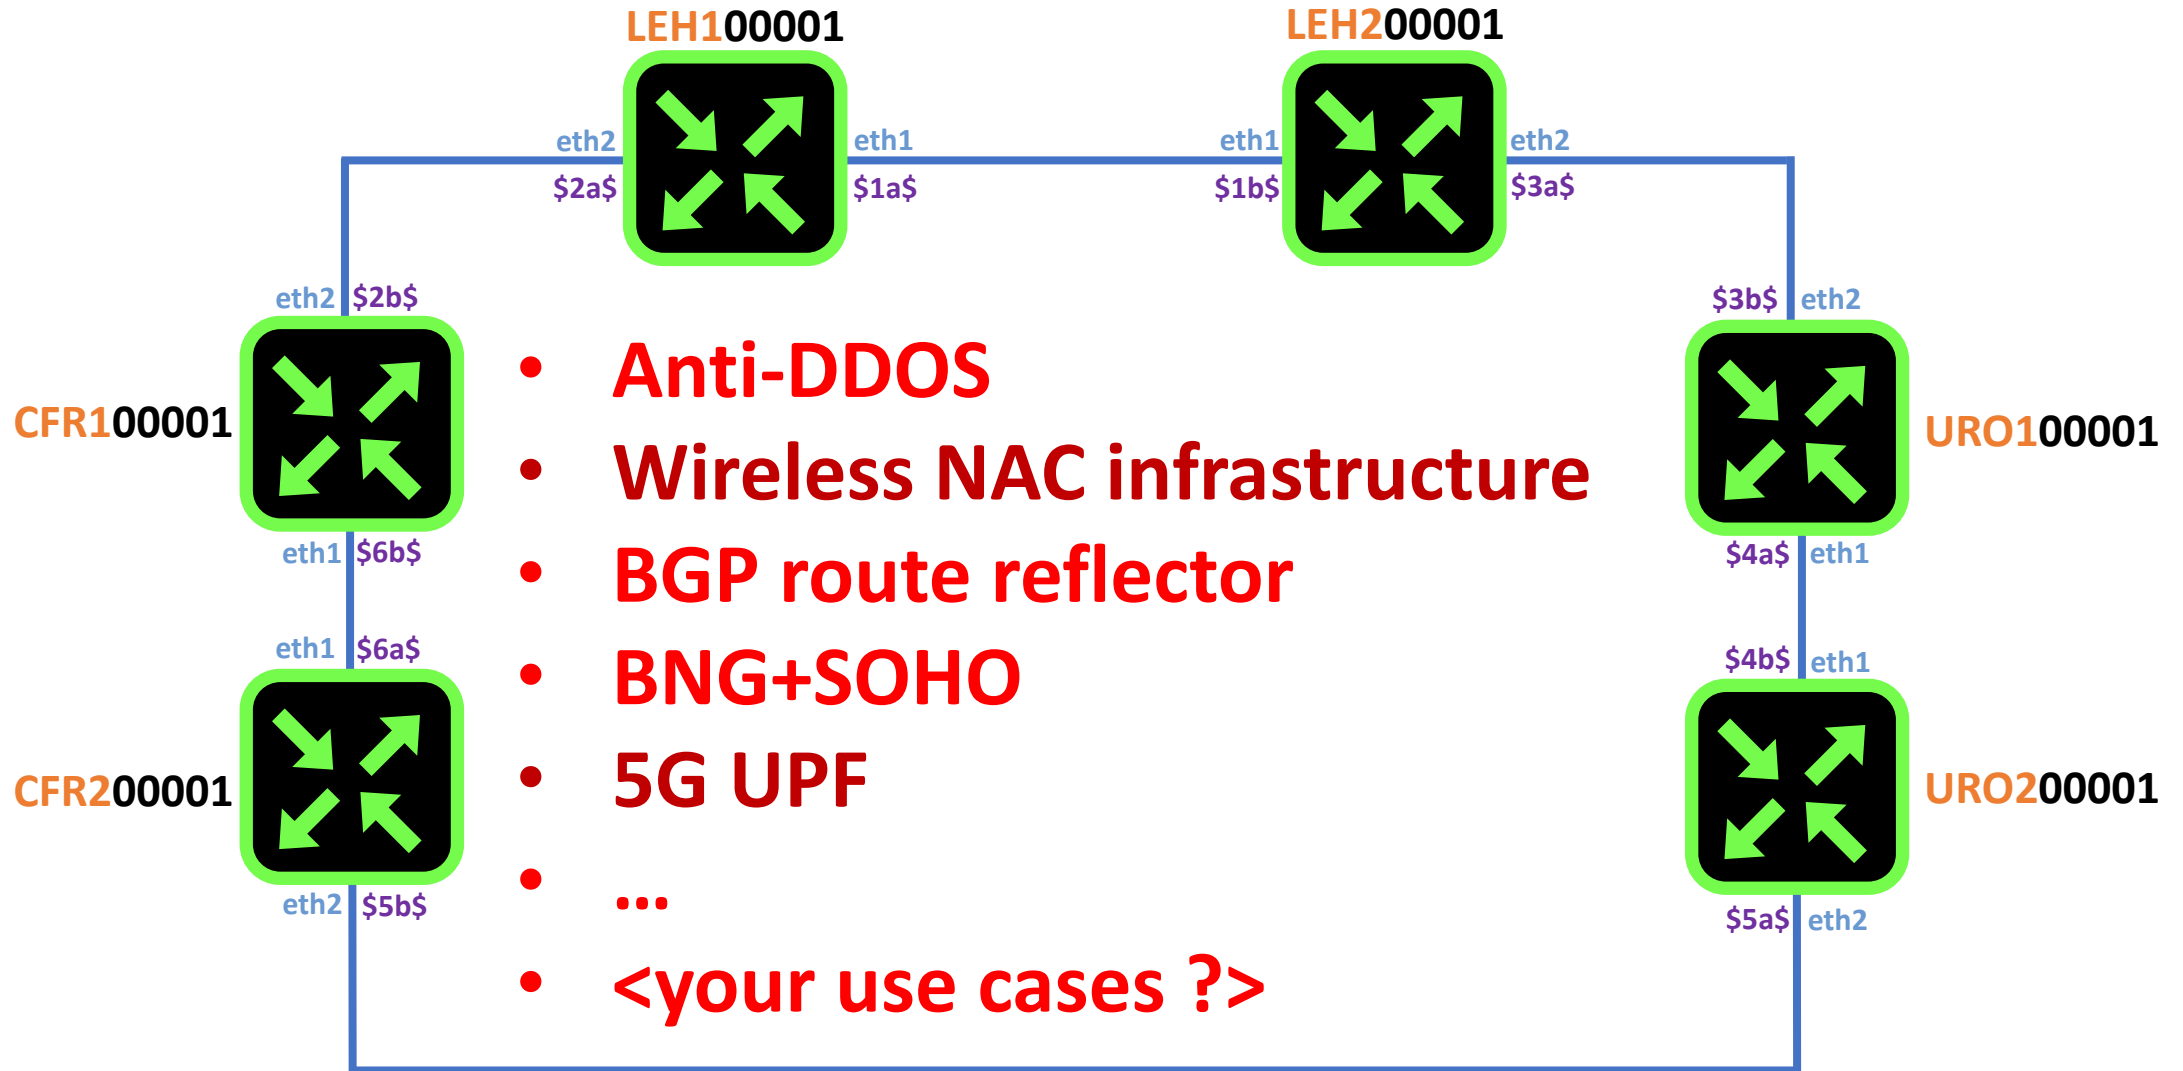 LEH100001
LEH200001
eth2
eth1
eth1
eth2
$2a$
$1a$
$1b$
$3a$
eth2 $2b$
$3b$ eth2
CFR100001
URO100001
eth1 $6b$
$4a$ eth1
eth1 $6a$
$4b$ eth1
CFR200001
URO200001
eth2 $5b$
$5a$ eth2
• Anti-DDOS
• Wireless NAC infrastructure
• BGP route reflector
• BNG+SOHO
• 5G UPF
• ...
• <your use cases ?>